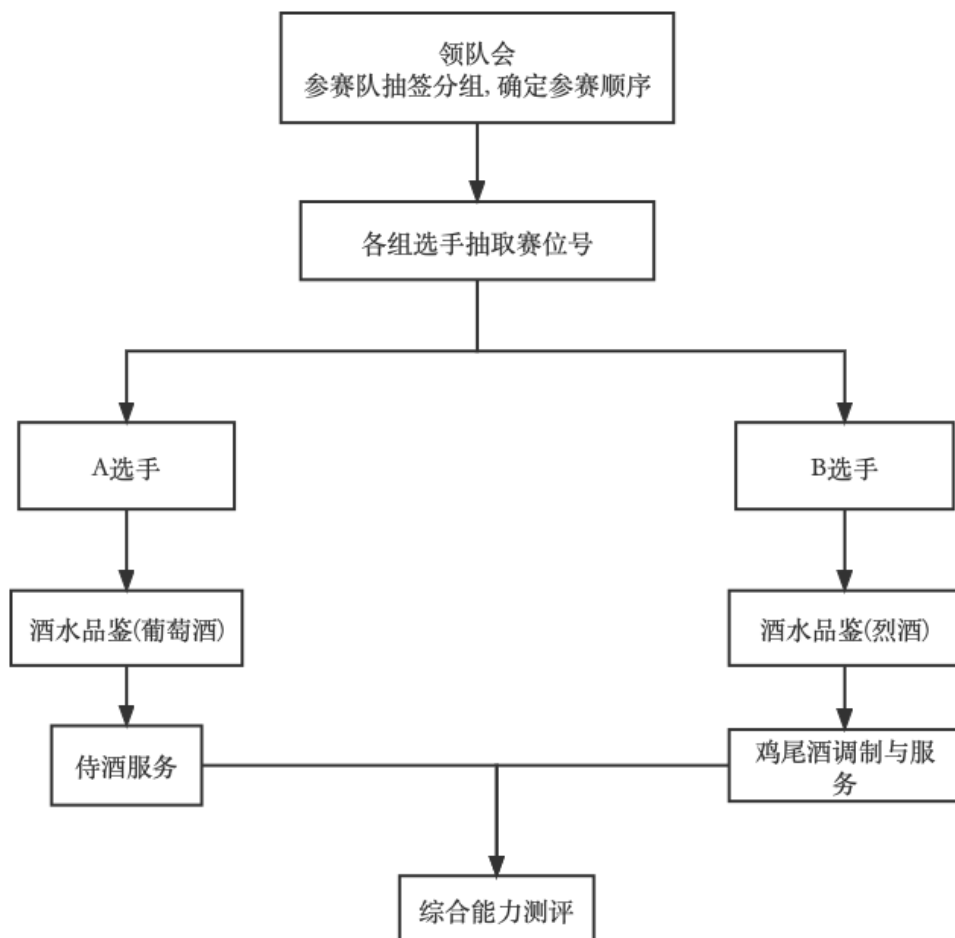 领队会
参赛队抽签分组, 确定参赛顺序
各组选手抽取赛位号
A选手
B选手
酒水品鉴(葡萄酒)
酒水品鉴(烈酒)
侍酒服务
鸡尾酒调制与服
务
综合能力测评